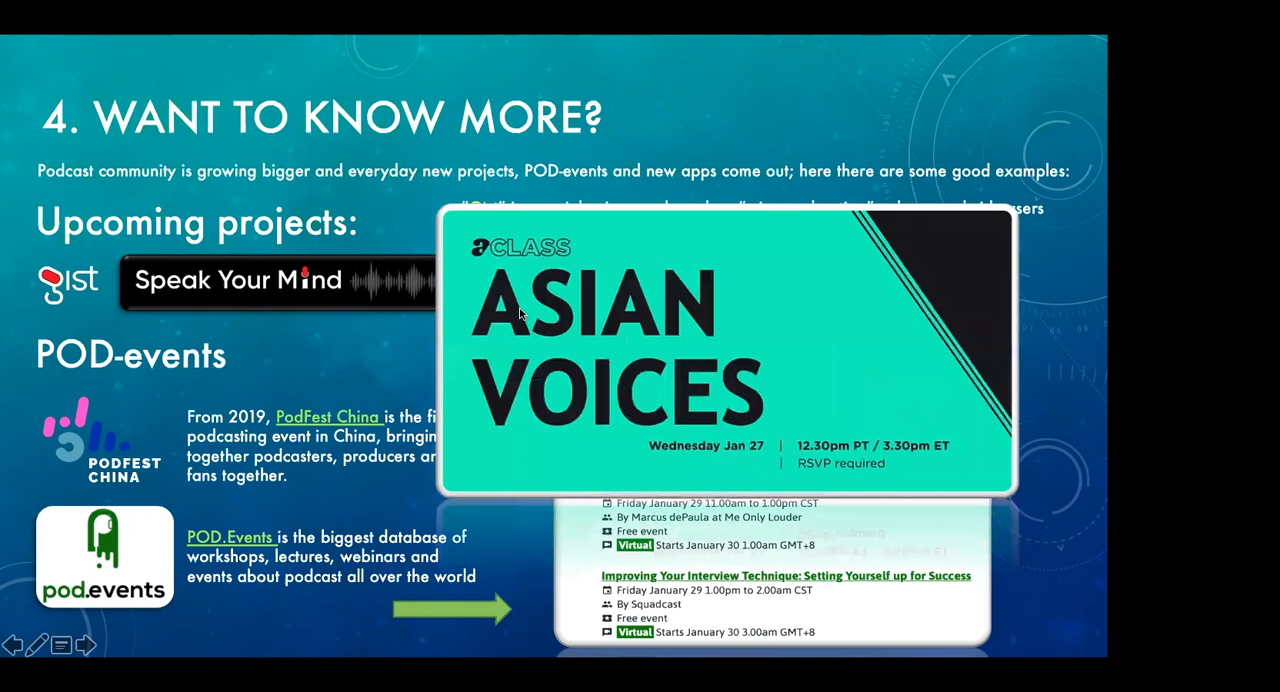 4. WANT TO KNOW MORE?
Podcast community is growing bigger and everyday new projects, POD-events and new apps come out; here there are some good examples:
Upcoming projects:
gist
Speak Your Mind
POD-events
PODFEST
CHINA
From 2019, PodFest China is the fi
podcasting event in China, bringin
together podcasters, producers ar
fans together.
pod.events
POD.Events is the biggest database of
workshops, lectures, webinars and
events about podcast all over the world
aCLASS
ASIAN
VOICES
Wednesday Jan 27 | 12.30pm PT / 3.30pm ET
| RSVP required
Friday January 29 11.00am to 1.00pm CST
By Marcus dePaula at Me Only Louder
Free event
Virtual Starts January 30 1.00am GMT+8
Improving Your Interview Technique: Setting Yourself up for Success
Friday January 29 1.00pm to 2.00am CST
By Squadcast
Free event
Virtual Starts January 30 3.00am GMT+8